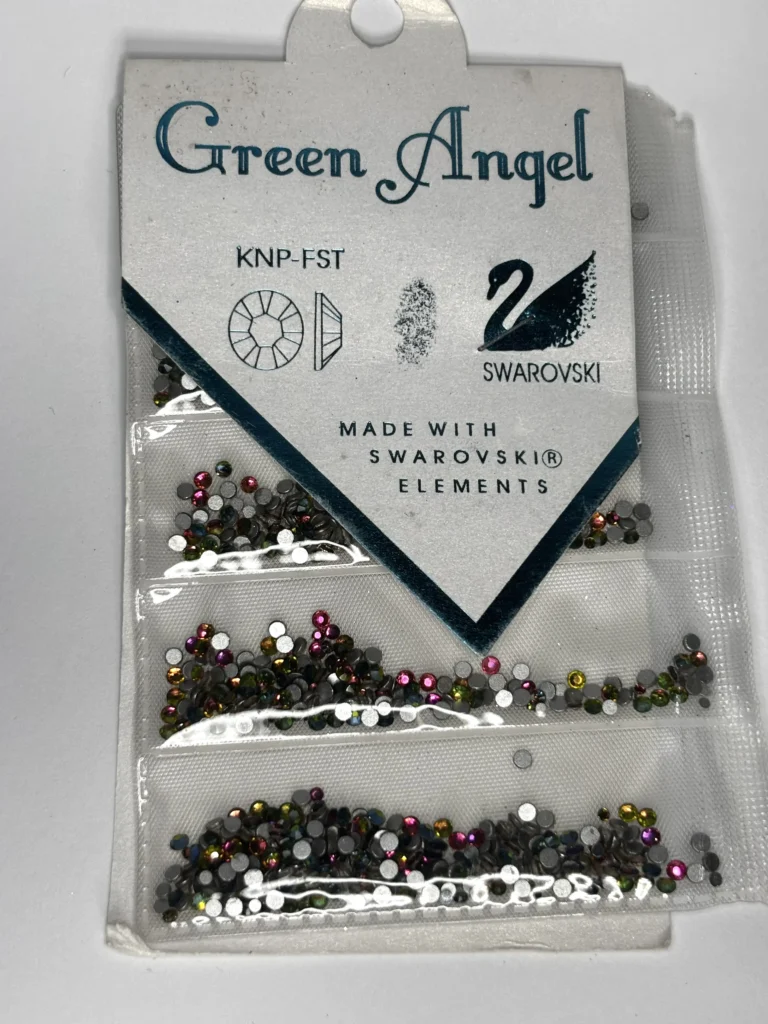 Green Angel
KNP-FST
SWAROVSKI
MADE WITH
SWAROVSKI®
ELEMENTS